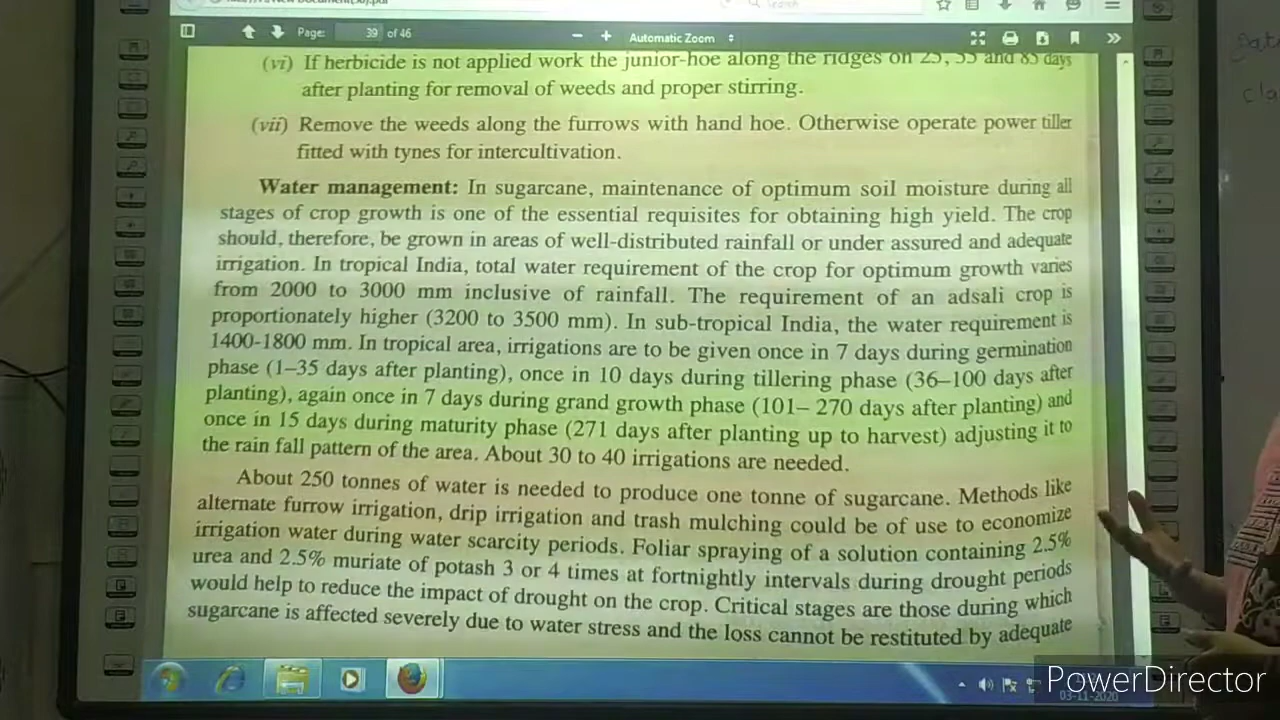 Page: 39 of 46
Automatic Zoom
(vi) If herbicide is not applied work the junior-hoe along the ridges on 25, 55 and 85 days
after planting for removal of weeds and proper stirring.
(vii) Remove the weeds along the furrows with hand hoe. Otherwise operate power tiller
fitted with tynes for intercultivation.
Water management: In sugarcane, maintenance of optimum soil moisture during all
stages of crop growth is one of the essential requisites for obtaining high yield. The crop
should, therefore, be grown in areas of well-distributed rainfall or under assured and adequate
irrigation. In tropical India, total water requirement of the crop for optimum growth varies
from 2000 to 3000 mm inclusive of rainfall. The requirement of an adsali crop is
proportionately higher (3200 to 3500 mm). In sub-tropical India, the water requirement is
1400-1800 mm. In tropical area, irrigations are to be given once in 7 days during germination
phase (1–35 days after planting), once in 10 days during tillering phase (36–100 days after
planting), again once in 7 days during grand growth phase (101– 270 days after planting) and
once in 15 days during maturity phase (271 days after planting up to harvest) adjusting it to
the rain fall pattern of the area. About 30 to 40 irrigations are needed.
About 250 tonnes of water is needed to produce one tonne of sugarcane. Methods like
alternate furrow irrigation, drip irrigation and trash mulching could be of use to economize
irrigation water during water scarcity periods. Foliar spraying of a solution containing 2.5%
urea and 2.5% muriate of potash 3 or 4 times at fortnightly intervals during drought periods
would help to reduce the impact of drought on the crop. Critical stages are those during which
sugarcane is affected severely due to water stress and the loss cannot be restituted by adequate
PowerDirector
03-11-2020